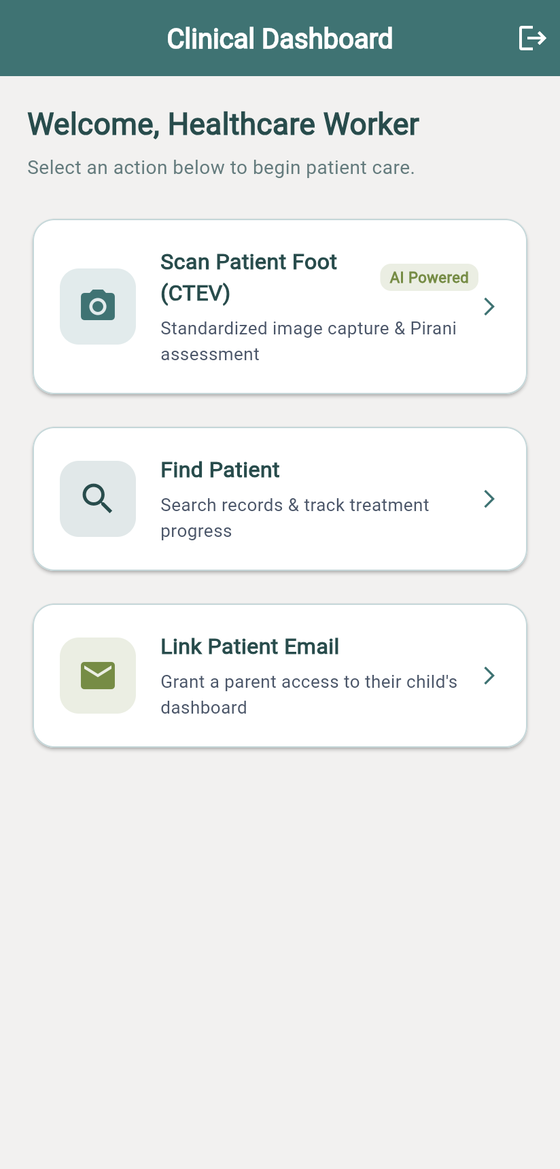 Clinical Dashboard
Welcome, Healthcare Worker
Select an action below to begin patient care.
Scan Patient Foot
(CTEV)
AI Powered
Standardized image capture & Pirani
assessment
Find Patient
Search records & track treatment
progress
Link Patient Email
Grant a parent access to their child's
dashboard